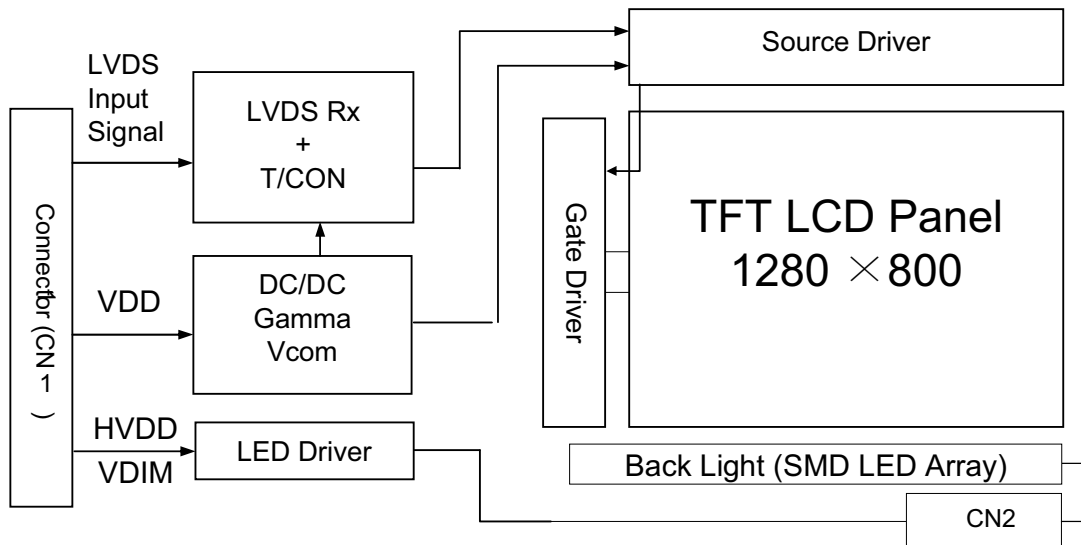 LVDS
Input
Signal
Connector (CN1)
VDD
HVDD
VDIM
LVDS Rx
+
T/CON
DC/DC
Gamma
Vcom
LED Driver
Source Driver
Gate Driver
TFT LCD Panel
1280 ×800
Back Light (SMD LED Array)
CN2